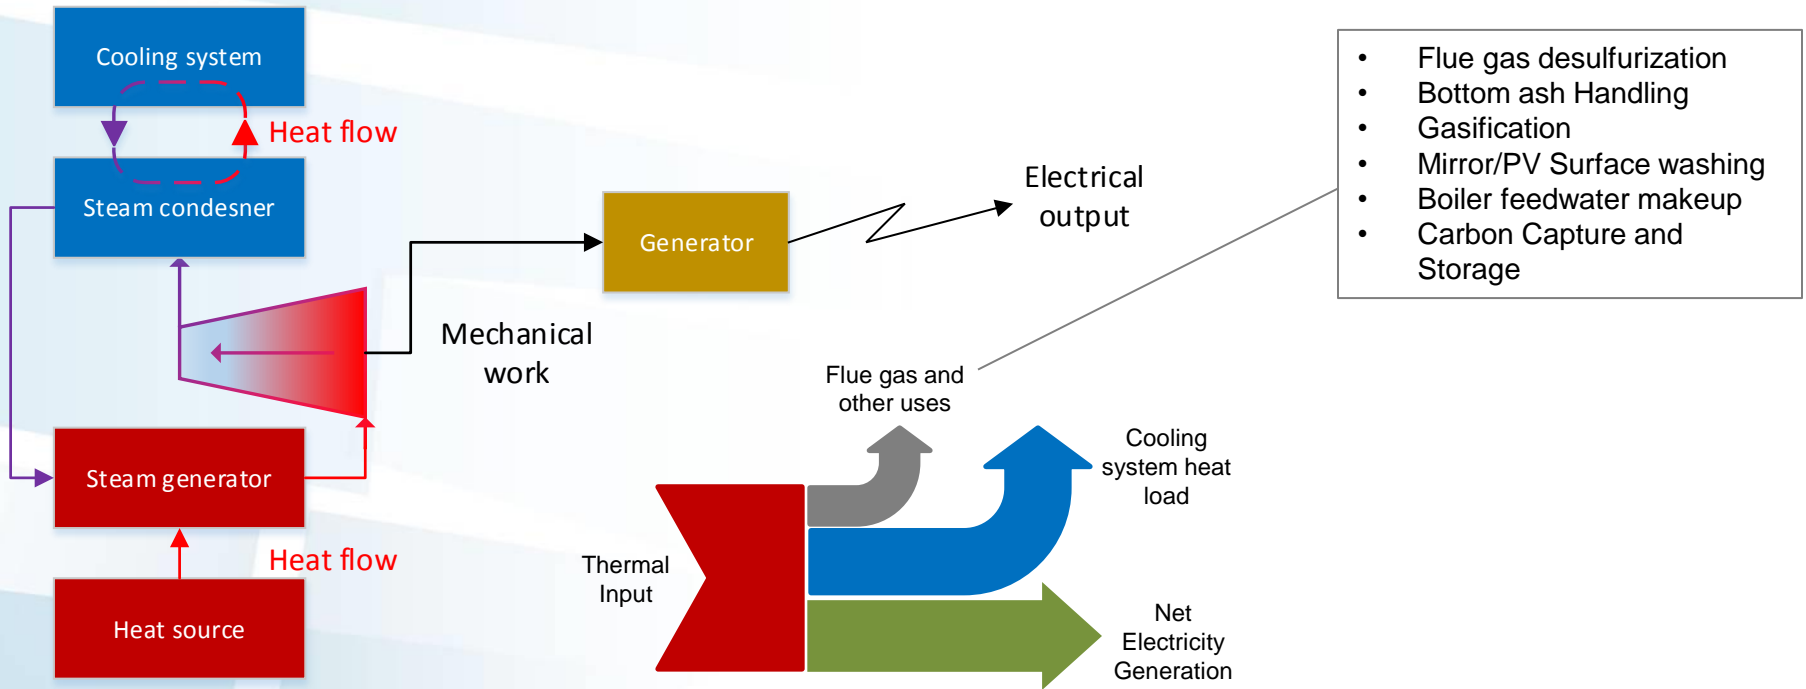 Cooling system
Heat flow
Steam condesner
Generator
Electrical
output
Mechanical
work
Steam generator
Heat flow
Heat source
• Flue gas desulfurization
• Bottom ash Handling
• Gasification
• Mirror/PV Surface washing
• Boiler feedwater makeup
• Carbon Capture and
Storage
Flue gas and
other uses
Cooling
system heat
load
Thermal
Input
Net
Electricity
Generation